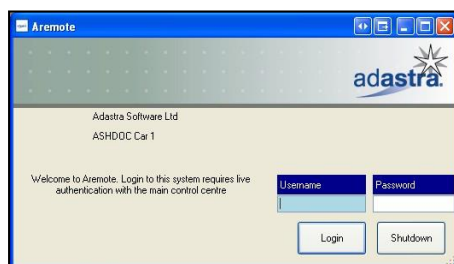 Aremote
adastra.
Adastra Software Ltd
ASHDOC Car 1
Welcome to Aremote. Login to this system requires live
authentication with the main control centre
Username Password
Login Shutdown